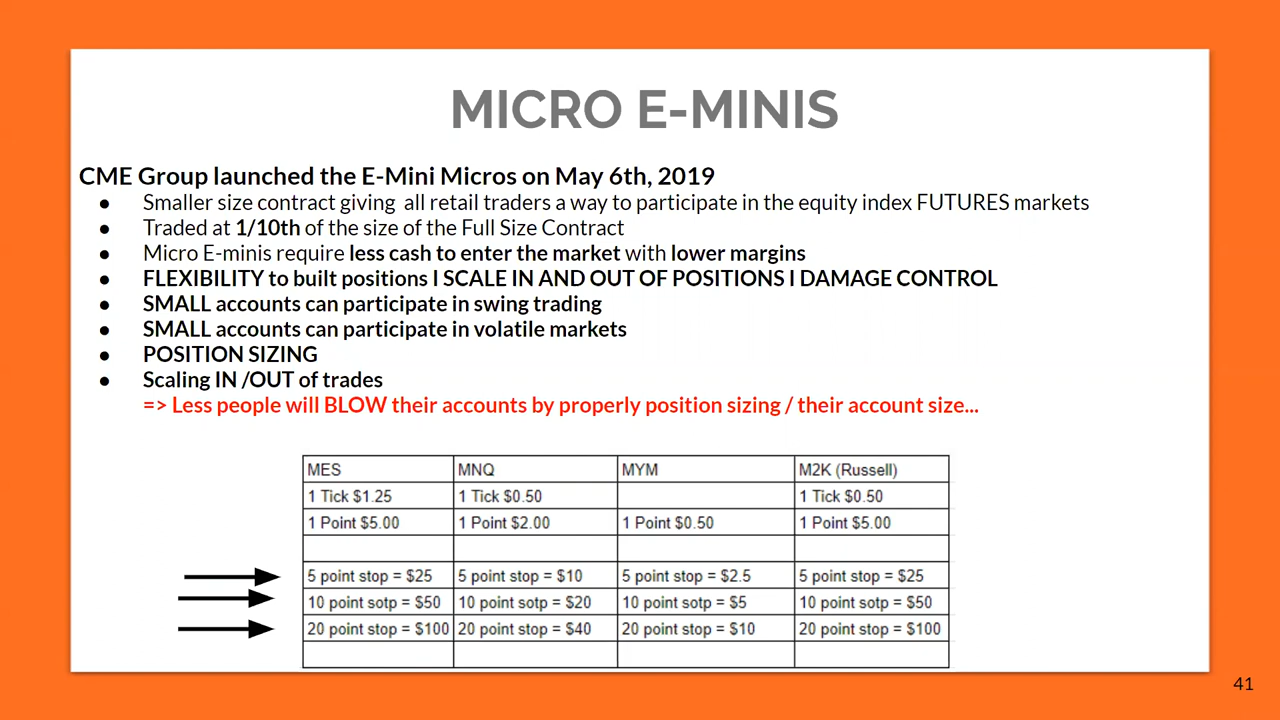 MICRO E-MINIS
CME Group launched the E-Mini Micros on May 6th, 2019
● Smaller size contract giving all retail traders a way to participate in the equity index FUTURES markets
● Traded at 1/10th of the size of the Full Size Contract
● Micro E-minis require less cash to enter the market with lower margins
● FLEXIBILITY to built positions I SCALE IN AND OUT OF POSITIONS I DAMAGE CONTROL
● SMALL accounts can participate in swing trading
● SMALL accounts can participate in volatile markets
● POSITION SIZING
● Scaling IN /OUT of trades
=> Less people will BLOW their accounts by properly position sizing / their account size...
MES MNQ MYM M2K (Russell)
1 Tick $1.25 1 Tick $0.50 1 Tick $0.50
1 Point $5.00 1 Point $2.00 1 Point $0.50 1 Point $5.00
5 point stop = $25 5 point stop = $10 5 point stop = $2.5 5 point stop = $25
10 point sotp = $50 10 point sotp = $20 10 point sotp = $5 10 point sotp = $50
20 point stop = $100 20 point stop = $40 20 point stop = $10 20 point stop = $100
41